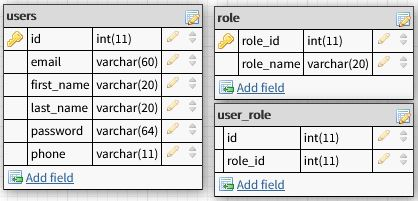 users
id int(11)
email varchar(60)
first_name varchar(20)
last_name varchar(20)
password varchar(64)
phone varchar(11)
Add field
role
role_id int(11)
role_name varchar(20)
Add field
user_role
id int(11)
role_id int(11)
Add field